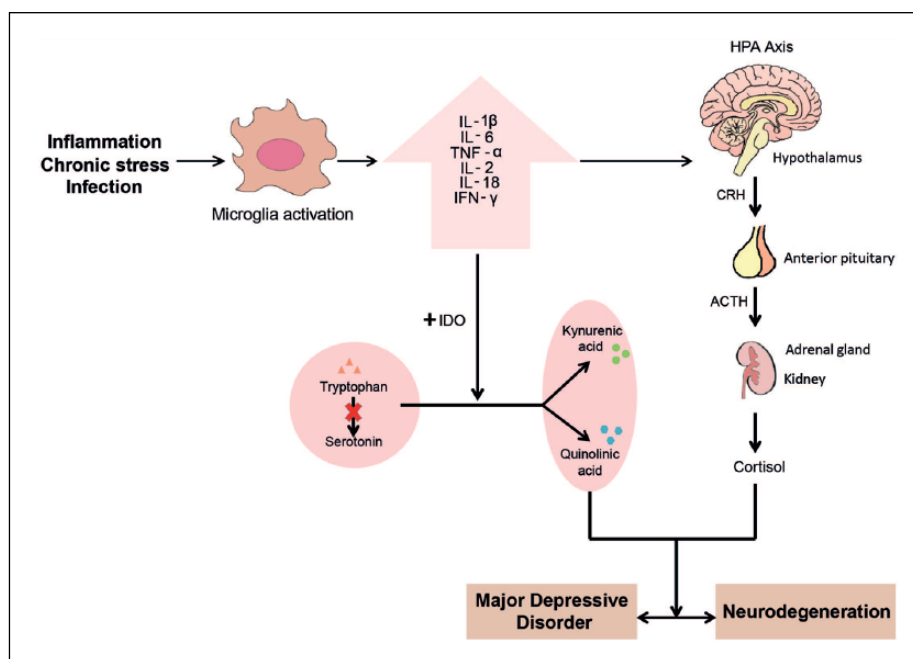 HPA Axis
Inflammation
Chronic stress
Infection
Microglia activation
IL-1β
IL-6
TNF-α
IL-2
IL-18
IFN-γ
Hypothalamus
CRH
Anterior pituitary
ACTH
Adrenal gland
Kidney
Cortisol
+IDO
Tryptophan
Serotonin
Kynurenic
acid
Quinolinic
acid
Major Depressive
Disorder
Neurodegeneration